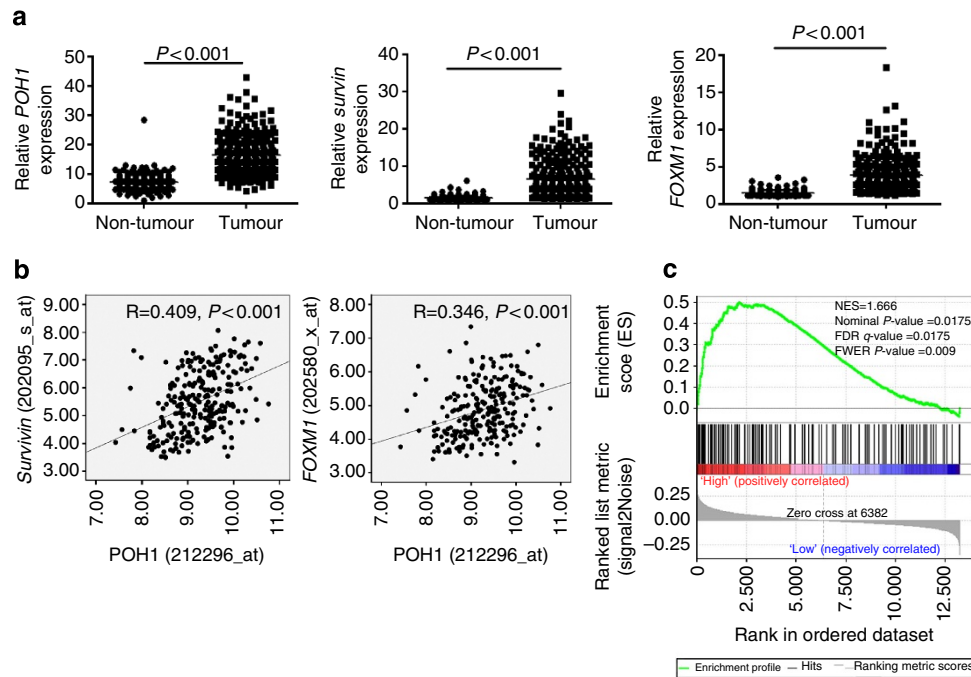 a
P<0.001
Relative POH1
expression
50
40
30
20
10
0
Non-tumour
Tumour
P<0.001
Relative survin
expression
40
30
20
10
0
Non-tumour
Tumour
P<0.001
Relative
FOXM1 expression
20
15
10
5
0
Non-tumour
Tumour
b
R=0.409, P<0.001
Survivin (202095_s_at)
9.00
8.00
7.00
6.00
5.00
4.00
3.00
7.00
8.00
9.00
10.00
11.00
POH1 (212296_at)
R=0.346, P<0.001
FOXM1 (202580_x_at)
8.00
7.00
6.00
5.00
4.00
3.00
7.00
8.00
9.00
10.00
11.00
POH1 (212296_at)
c
Enrichment
scoe (ES)
0.5
0.4
0.3
0.2
0.1
0.0
NES=1.666
Nominal P-value =0.0175
FDR q-value =0.0175
FWER P-value =0.009
'High' (positively correlated)
Ranked list metric
(signal2Noise)
0.25
0.00
−0.25
Zero cross at 6382
'Low' (negatively correlated)
0
2.500
5.000
7.500
10.000
12.500
Rank in ordered dataset
Enrichment profile
Hits
Ranking metric scores